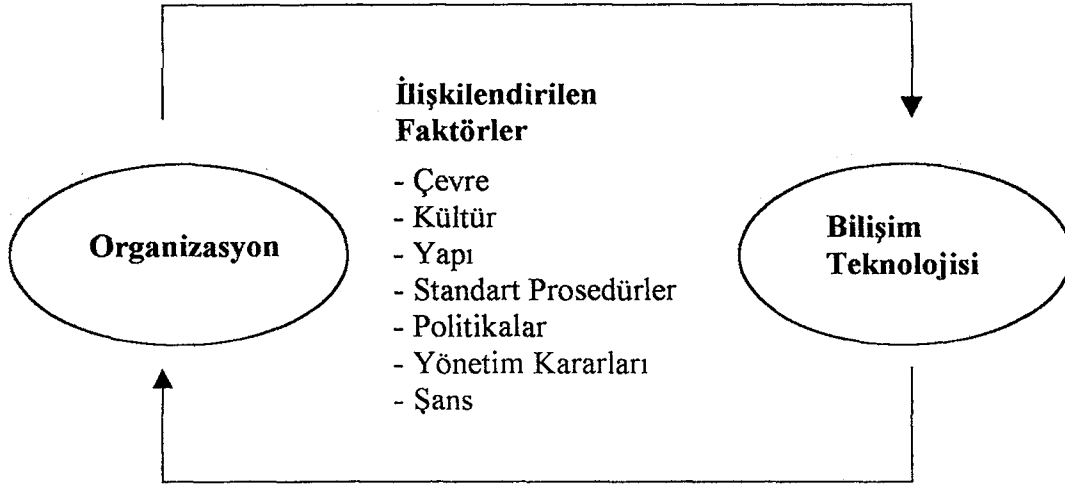 İlişkilendirilen
Faktörler
- Çevre
- Kültür
- Yapı
- Standart Prosedürler
- Politikalar
- Yönetim Kararları
- Şans
Organizasyon
Bilişim
Teknolojisi